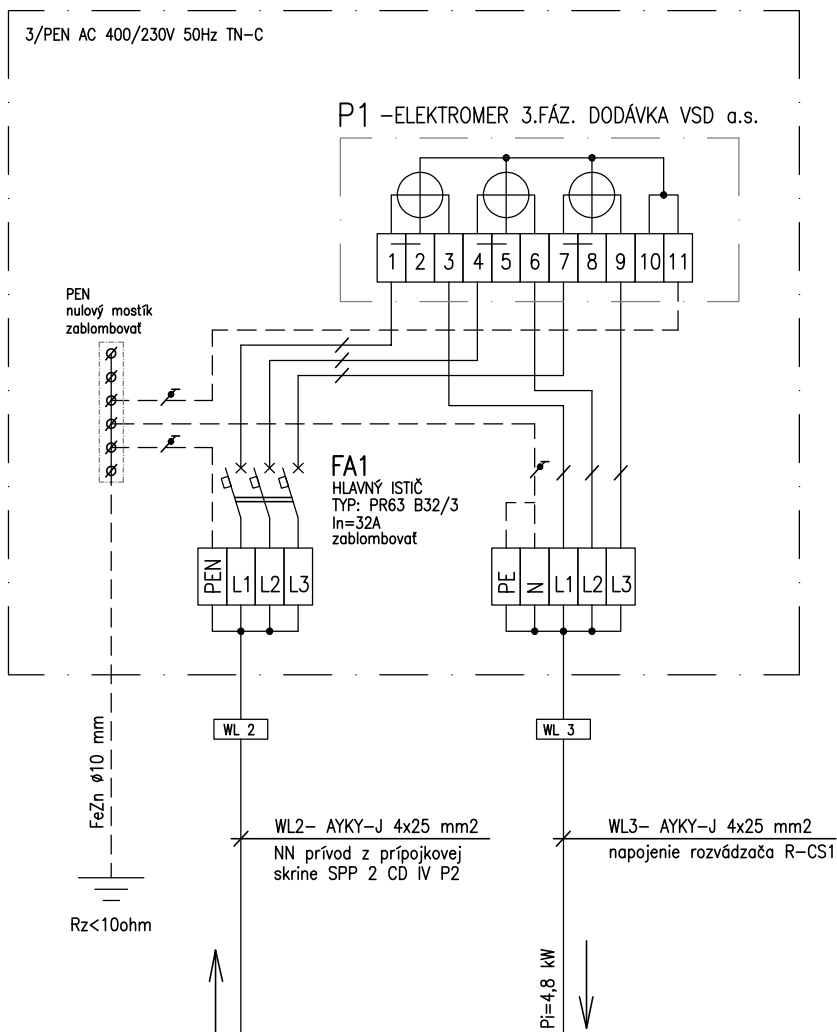 3/PEN AC 400/230V 50Hz TN-C
P1 -ELEKTROMER 3.FÁZ. DODÁVKA VSD a.s.
1 2 3 4 5 6 7 8 9 10 11
PEN
nulový mostík
zablombovať
FA1
HLAVNÝ ISTIČ
TYP: PR63 B32/3
In=32A
zablombovať
PEN L1 L2 L3
PE N L1 L2 L3
WL 2
WL 3
FeZn ø10 mm
WL2- AYKY-J 4x25 mm2
NN prívod z prípojkovej
skrine SPP 2 CD IV P2
WL3- AYKY-J 4x25 mm2
napojenie rozvádzača R-CS1
Rz<10ohm
Pi=4,8 kW